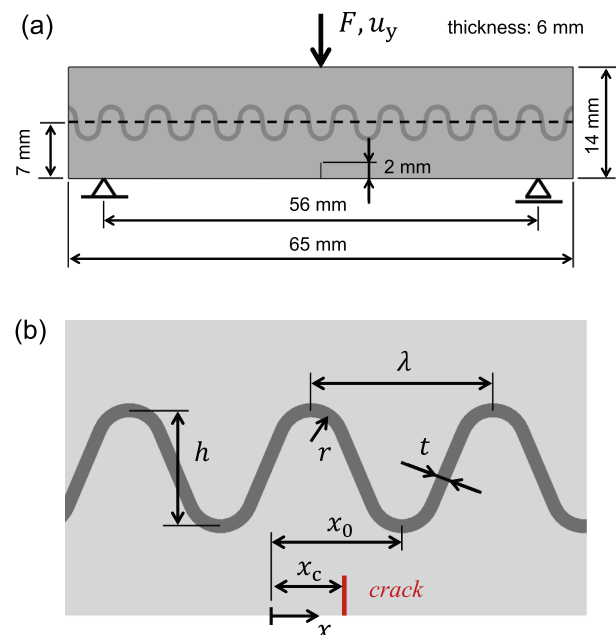 (a)
F, u_y
thickness: 6 mm
7 mm
14 mm
2 mm
56 mm
65 mm
(b)
λ
h
r
t
x_0
x_c
crack
x